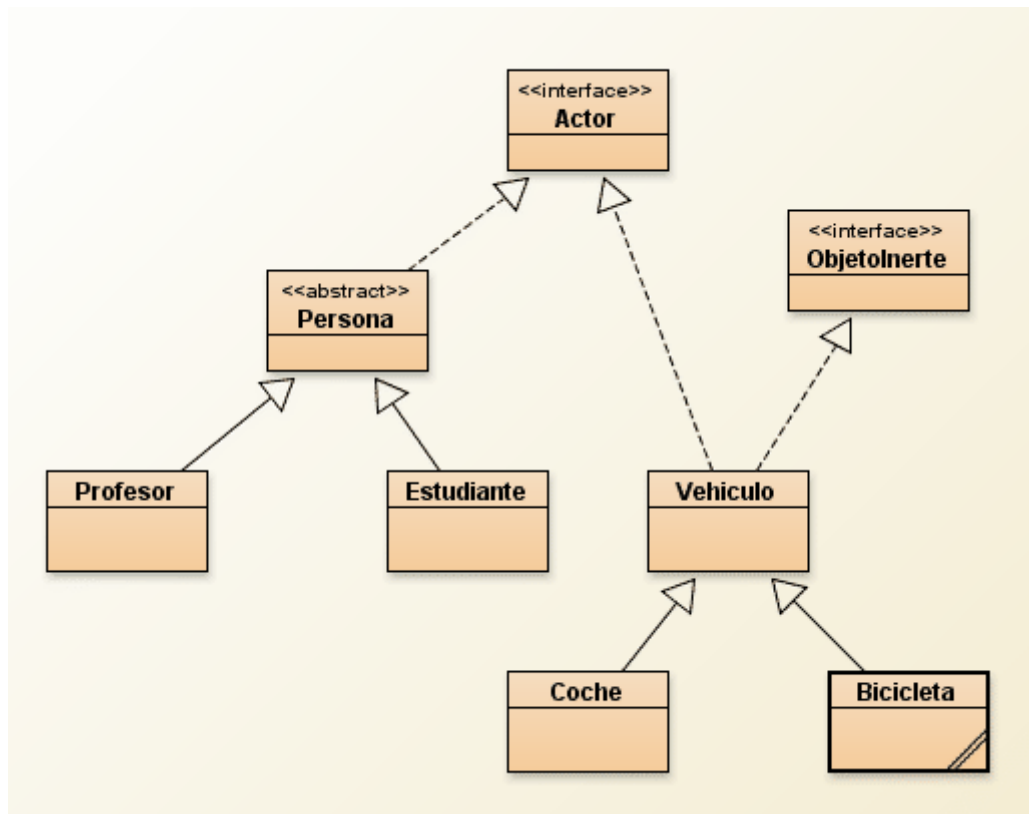 <<interface>>
Actor
<<interface>>
ObjetoInerte
<<abstract>>
Persona
Profesor
Estudiante
Vehiculo
Coche
Bicicleta